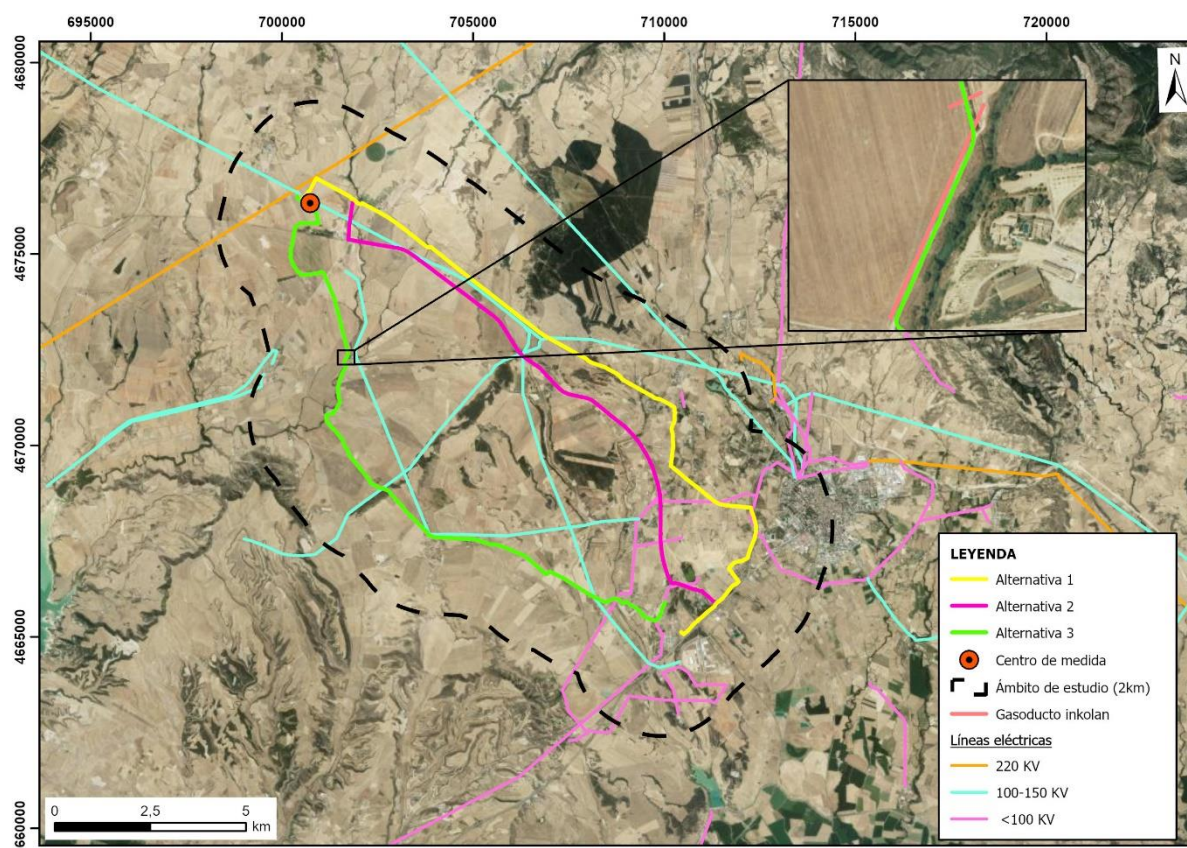 695000 700000 705000 710000 715000 720000
4680000
4675000
4670000
4665000
4660000
N
LEYENDA
Alternativa 1
Alternativa 2
Alternativa 3
Centro de medida
Ámbito de estudio (2km)
Gasoducto inkolan
Líneas eléctricas
220 KV
100-150 KV
<100 KV
0 2,5 5
km